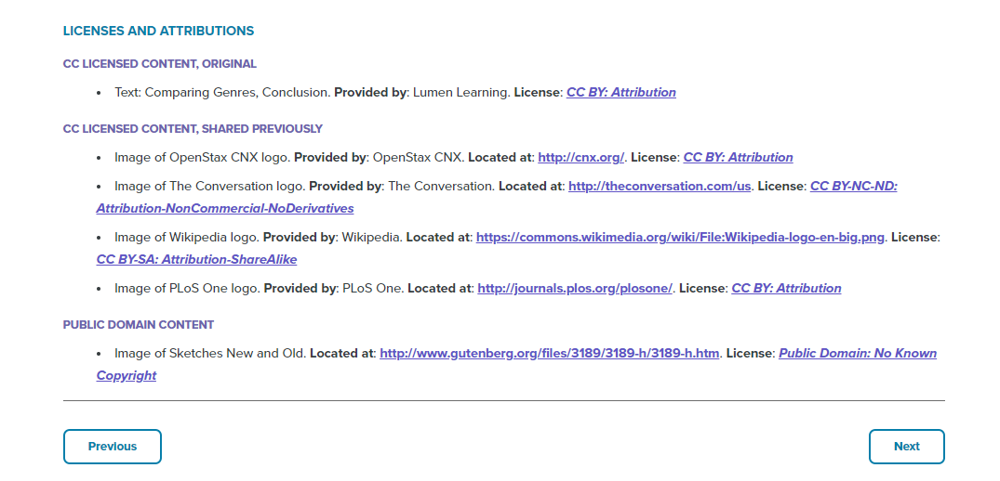 LICENSES AND ATTRIBUTIONS
CC LICENSED CONTENT, ORIGINAL
• Text: Comparing Genres, Conclusion. Provided by: Lumen Learning. License: CC BY: Attribution
CC LICENSED CONTENT, SHARED PREVIOUSLY
• Image of OpenStax CNX logo. Provided by: OpenStax CNX. Located at: http://cnx.org/. License: CC BY: Attribution
• Image of The Conversation logo. Provided by: The Conversation. Located at: http://theconversation.com/us. License: CC BY-NC-ND:
Attribution-NonCommercial-NoDerivatives
• Image of Wikipedia logo. Provided by: Wikipedia. Located at: https://commons.wikimedia.org/wiki/File:Wikipedia-logo-en-big.png. License:
CC BY-SA: Attribution-ShareAlike
• Image of PLoS One logo. Provided by: PLoS One. Located at: http://journals.plos.org/plosone/. License: CC BY: Attribution
PUBLIC DOMAIN CONTENT
• Image of Sketches New and Old. Located at: http://www.gutenberg.org/files/3189/3189-h/3189-h.htm. License: Public Domain: No Known
Copyright
Previous
Next